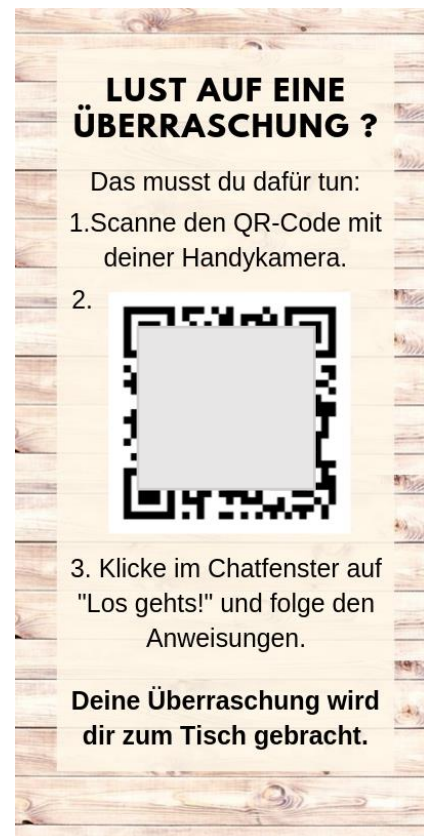 LUST AUF EINE
ÜBERRASCHUNG ?
Das musst du dafür tun:
1.Scanne den QR-Code mit
deiner Handykamera.
2.
3. Klicke im Chatfenster auf
"Los gehts!" und folge den
Anweisungen.
Deine Überraschung wird
dir zum Tisch gebracht.